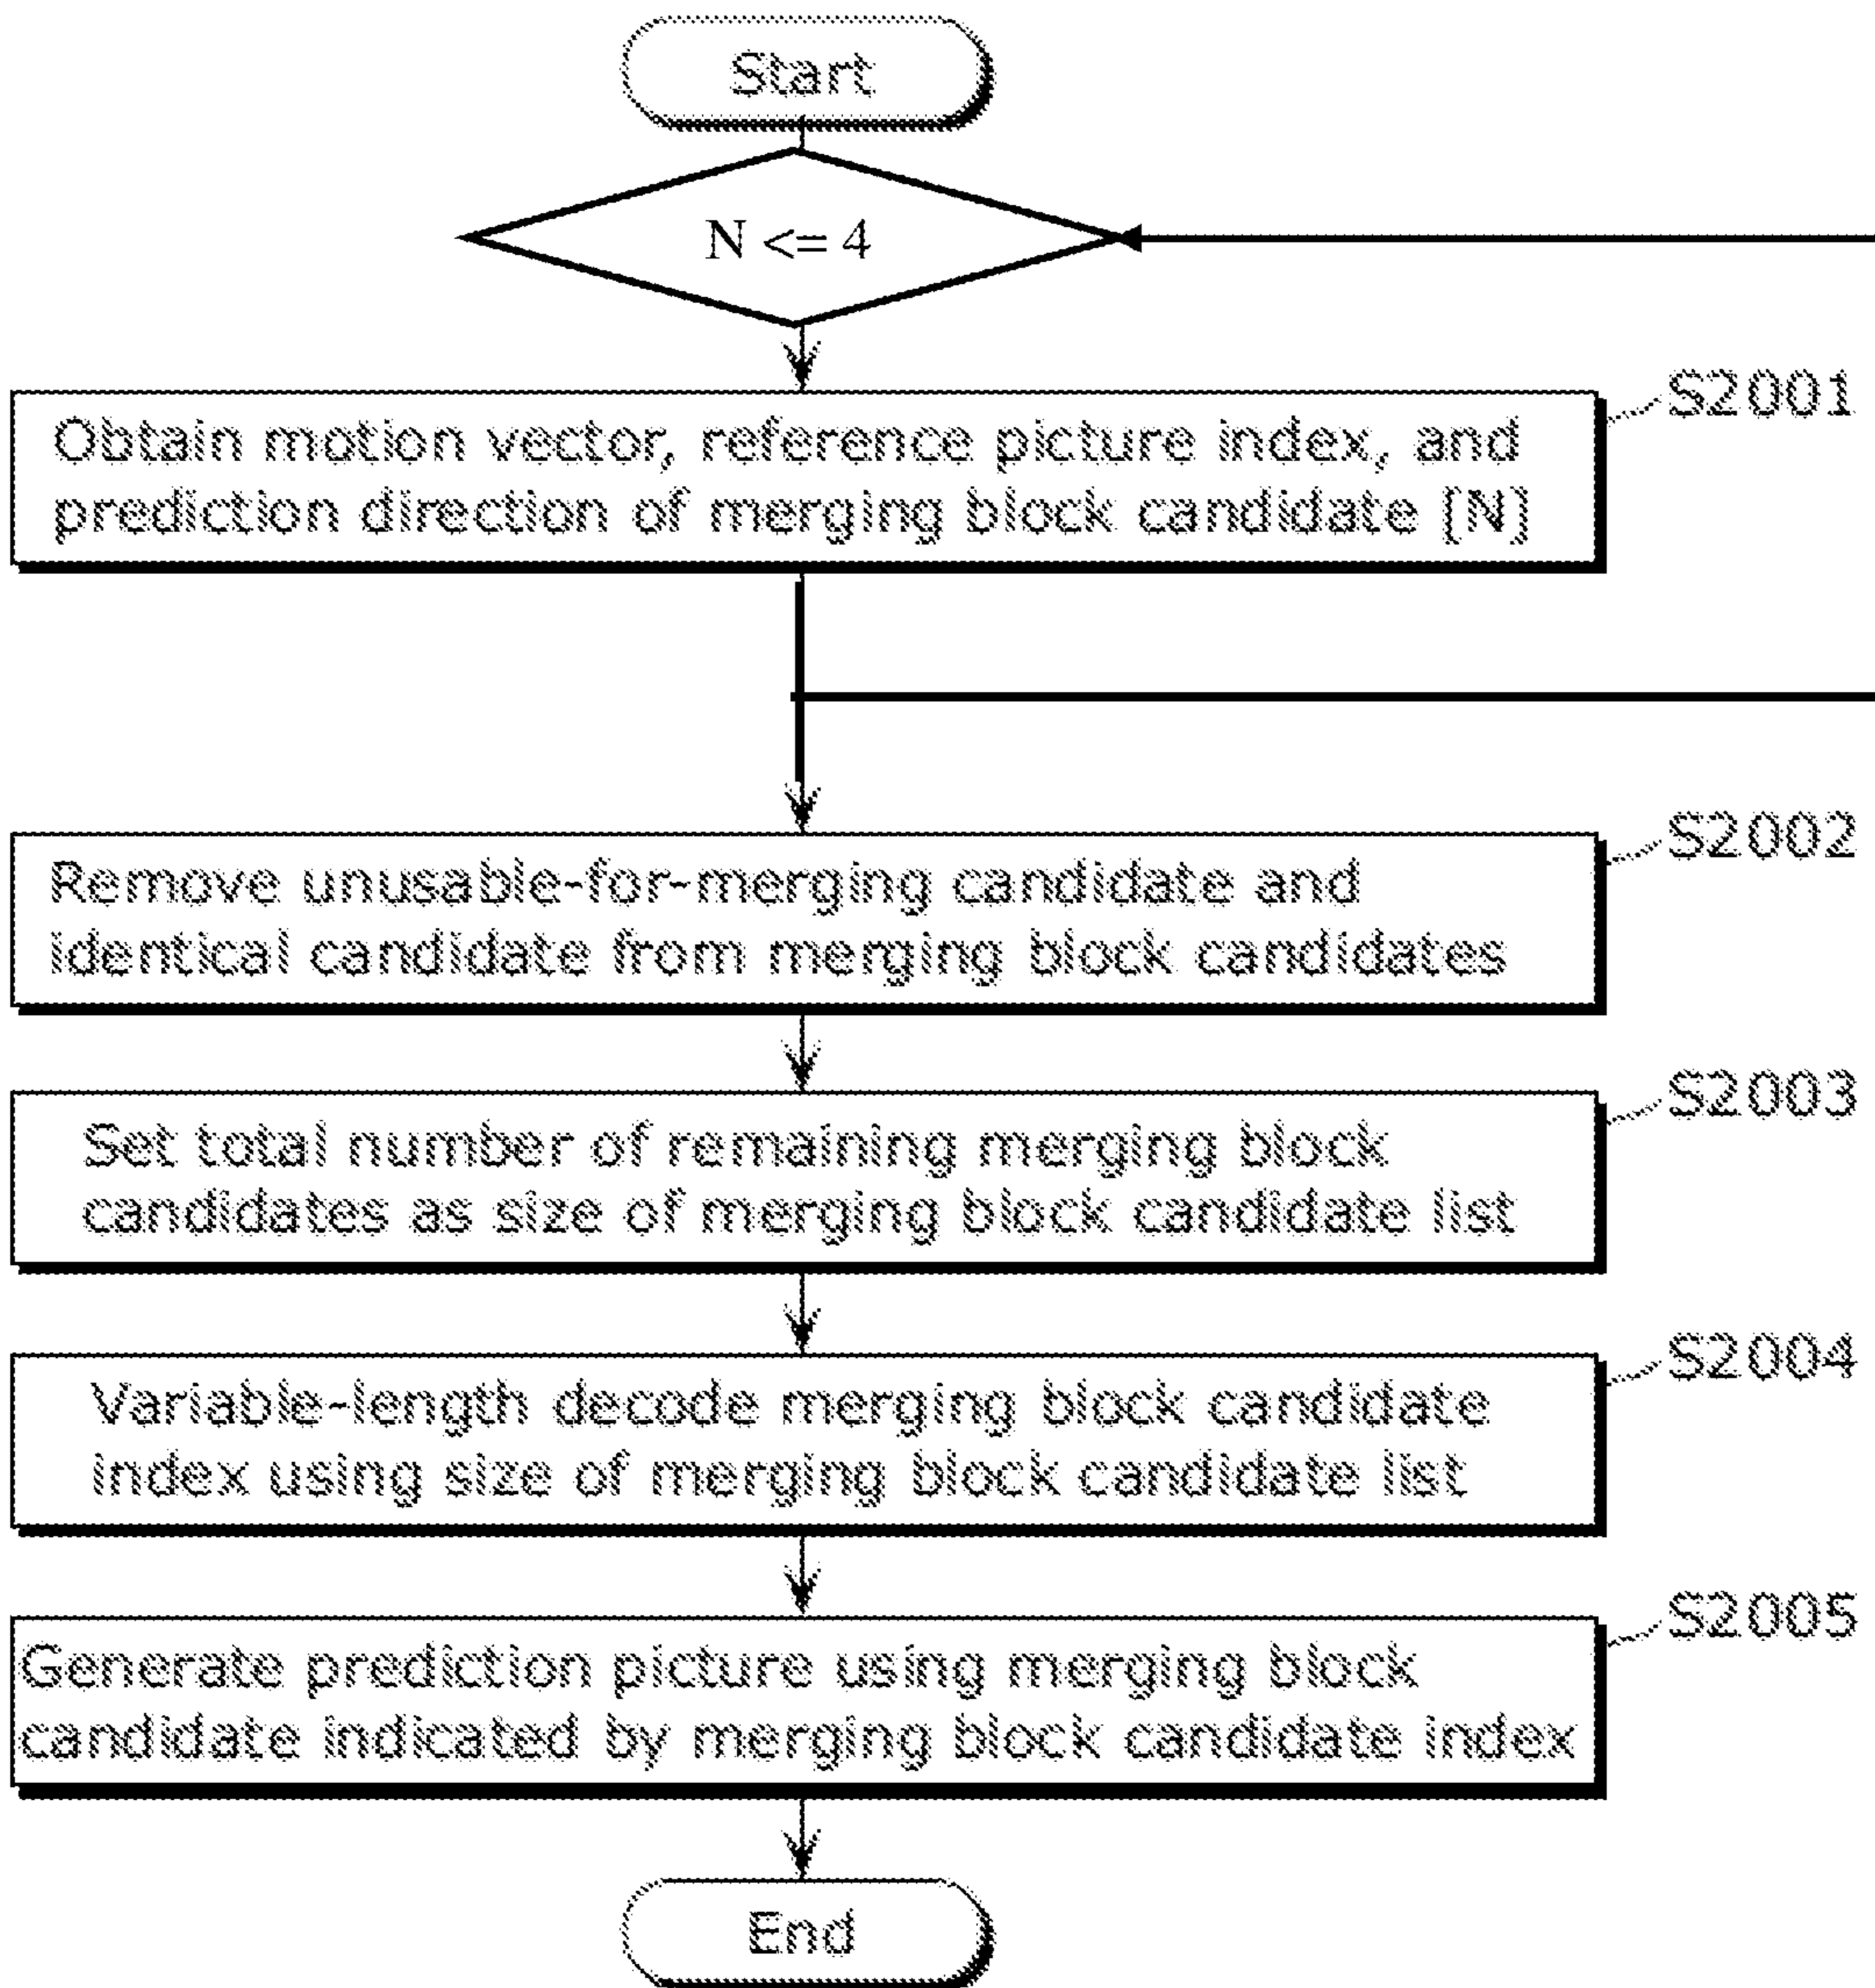 Start
N <= 4
S2001
Obtain motion vector, reference picture index, and
prediction direction of merging block candidate [N]
S2002
Remove unusable-for-merging candidate and
identical candidate from merging block candidates
S2003
Set total number of remaining merging block
candidates as size of merging block candidate list
S2004
Variable-length decode merging block candidate
index using size of merging block candidate list
S2005
Generate prediction picture using merging block
candidate indicated by merging block candidate index
End